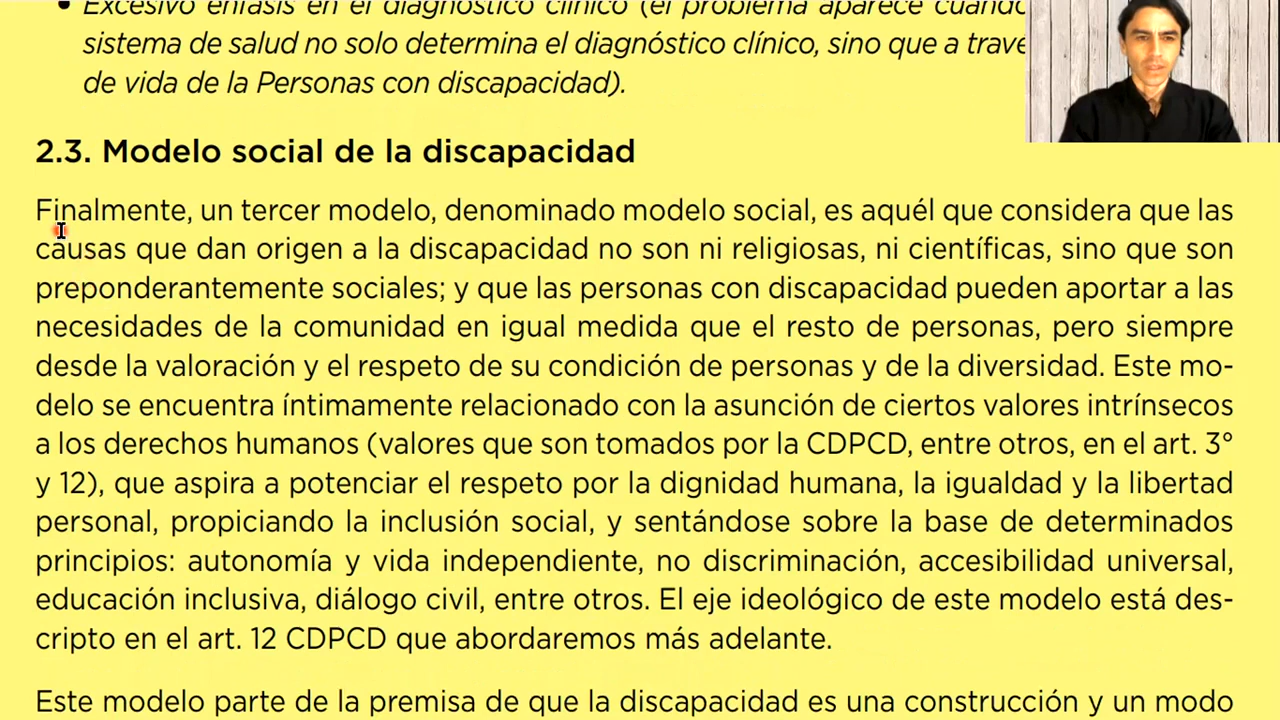 Excesivo énfasis en el diagnóstico clínico (el problema aparece cuando
sistema de salud no solo determina el diagnóstico clínico, sino que a trave
de vida de la Personas con discapacidad).
2.3. Modelo social de la discapacidad
Finalmente, un tercer modelo, denominado modelo social, es aquél que considera que las
causas que dan origen a la discapacidad no son ni religiosas, ni científicas, sino que son
preponderantemente sociales; y que las personas con discapacidad pueden aportar a las
necesidades de la comunidad en igual medida que el resto de personas, pero siempre
desde la valoración y el respeto de su condición de personas y de la diversidad. Este mo-
delo se encuentra íntimamente relacionado con la asunción de ciertos valores intrínsecos
a los derechos humanos (valores que son tomados por la CDPCD, entre otros, en el art. 3°
y 12), que aspira a potenciar el respeto por la dignidad humana, la igualdad y la libertad
personal, propiciando la inclusión social, y sentándose sobre la base de determinados
principios: autonomía y vida independiente, no discriminación, accesibilidad universal,
educación inclusiva, diálogo civil, entre otros. El eje ideológico de este modelo está des-
cripto en el art. 12 CDPCD que abordaremos más adelante.
Este modelo parte de la premisa de que la discapacidad es una construcción y un modo